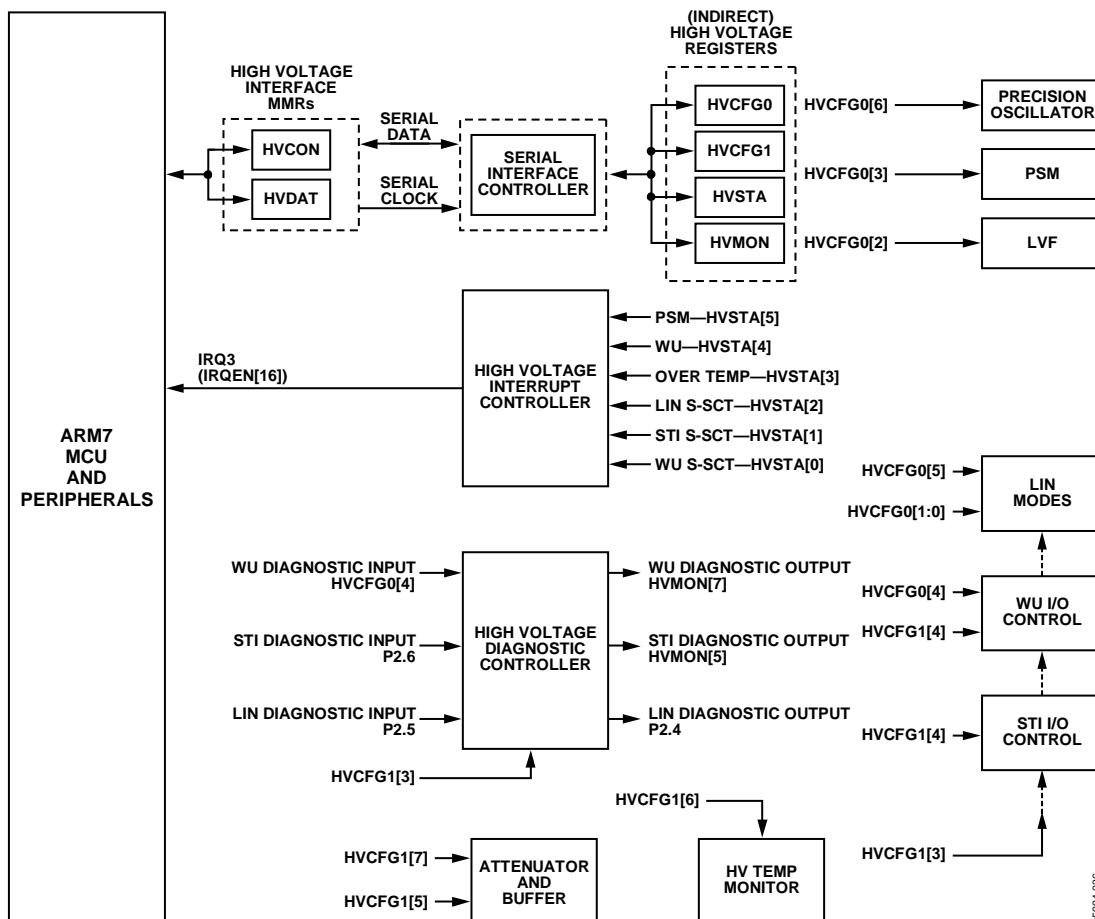 (INDIRECT)
HIGH VOLTAGE
REGISTERS
HIGH VOLTAGE
INTERFACE
MMRs
HVCON
HVDAT
SERIAL
DATA
SERIAL
CLOCK
SERIAL
INTERFACE
CONTROLLER
HVCFG0
HVCFG1
HVSTA
HVMON
HVCFG0[6]
PRECISION
OSCILLATOR
HVCFG0[3]
PSM
HVCFG0[2]
LVF
ARM7
MCU
AND
PERIPHERALS
IRQ3
(IRQEN[16])
HIGH VOLTAGE
INTERRUPT
CONTROLLER
PSM—HVSTA[5]
WU—HVSTA[4]
OVER TEMP—HVSTA[3]
LIN S-SCT—HVSTA[2]
STI S-SCT—HVSTA[1]
WU S-SCT—HVSTA[0]
HVCFG0[5]
HVCFG0[1:0]
LIN
MODES
WU DIAGNOSTIC INPUT
HVCFG0[4]
STI DIAGNOSTIC INPUT
P2.6
LIN DIAGNOSTIC INPUT
P2.5
HIGH VOLTAGE
DIAGNOSTIC
CONTROLLER
WU DIAGNOSTIC OUTPUT
HVMON[7]
STI DIAGNOSTIC OUTPUT
HVMON[5]
LIN DIAGNOSTIC OUTPUT
P2.4
HVCFG0[4]
HVCFG1[4]
WU I/O
CONTROL
HVCFG1[4]
STI I/O
CONTROL
HVCFG1[3]
HVCFG1[6]
HVCFG1[3]
HVCFG1[7]
HVCFG1[5]
ATTENUATOR
AND
BUFFER
HV TEMP
MONITOR